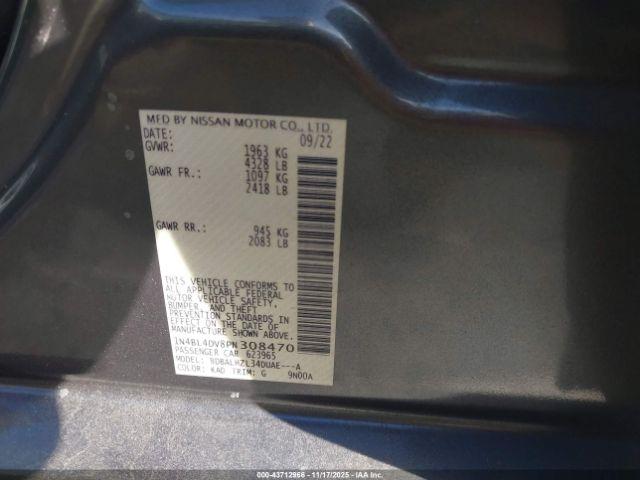 MFD BY NISSAN MOTOR CO., LTD.
DATE: 09/22
GVWR: 1963 KG
4328 LB
GAWR FR.: 1097 KG
2418 LB
GAWR RR.: 945 KG
2083 LB
THIS VEHICLE CONFORMS TO
ALL APPLICABLE FEDERAL
MOTOR VEHICLE SAFETY,
BUMPER, AND THEFT
PREVENTION STANDARDS IN
EFFECT ON THE DATE OF
MANUFACTURE SHOWN ABOVE.
1N4BL4DV8PN308470
PASSENGER CAR 623965
MODEL: BDBALHZL34DUAE---A
COLOR: KAD TRIM: G 9N00A
000-43712966 - 11/17/2025 - IAAI.COM